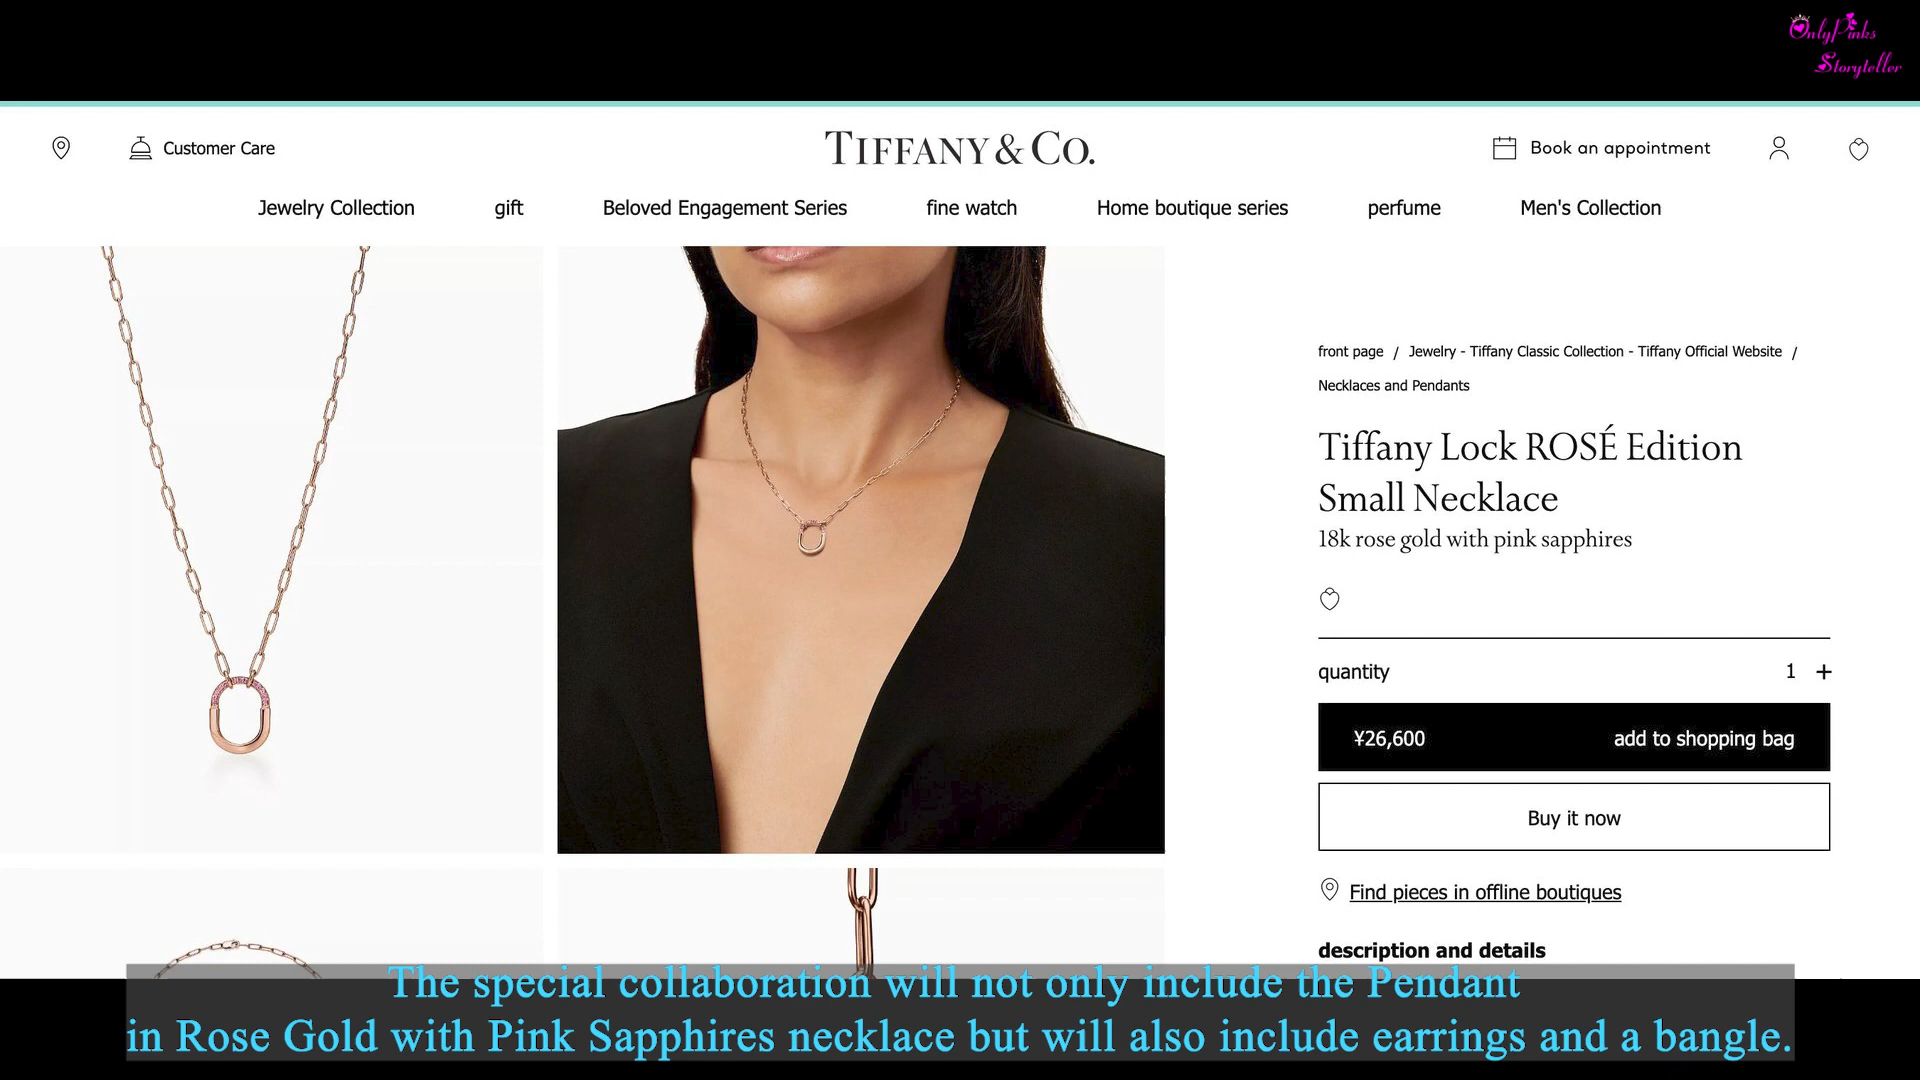 OnlyPinks
Storyteller
Customer Care
TIFFANY & CO.
Book an appointment
Jewelry Collection
gift
Beloved Engagement Series
fine watch
Home boutique series
perfume
Men's Collection
front page / Jewelry - Tiffany Classic Collection - Tiffany Official Website /
Necklaces and Pendants
Tiffany Lock ROSÉ Edition
Small Necklace
18k rose gold with pink sapphires
quantity
1 +
¥26,600
add to shopping bag
Buy it now
Find pieces in offline boutiques
description and details
The special collaboration will not only include the Pendant
in Rose Gold with Pink Sapphires necklace but will also include earrings and a bangle.